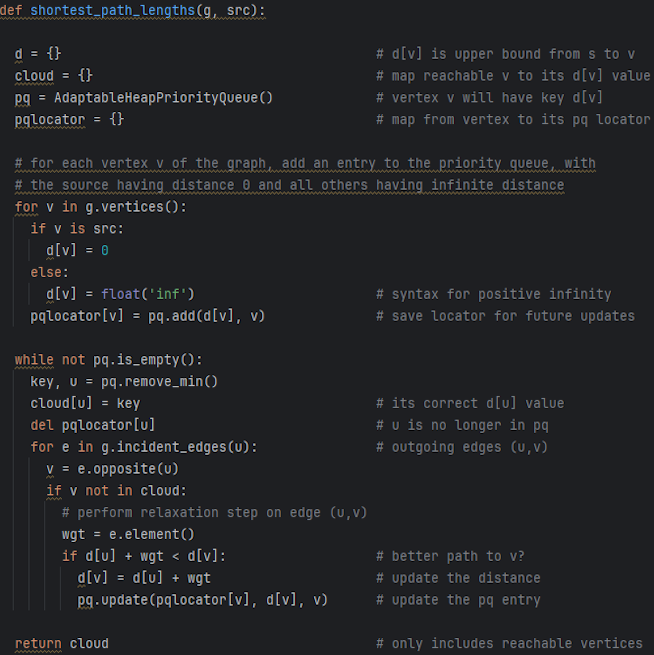 def shortest_path_lengths(g, src):
d = {} # d[v] is upper bound from s to v
cloud = {} # map reachable v to its d[v] value
pq = AdaptableHeapPriorityQueue() # vertex v will have key d[v]
pqlocator = {} # map from vertex to its pq locator
# for each vertex v of the graph, add an entry to the priority queue, with
# the source having distance 0 and all others having infinite distance
for v in g.vertices():
if v is src:
d[v] = 0
else:
d[v] = float('inf') # syntax for positive infinity
pqlocator[v] = pq.add(d[v], v) # save locator for future updates
while not pq.is_empty():
key, u = pq.remove_min()
cloud[u] = key # its correct d[u] value
del pqlocator[u] # u is no longer in pq
for e in g.incident_edges(u): # outgoing edges (u,v)
v = e.opposite(u)
if v not in cloud:
# perform relaxation step on edge (u,v)
wgt = e.element()
if d[u] + wgt < d[v]: # better path to v?
d[v] = d[u] + wgt # update the distance
pq.update(pqlocator[v], d[v], v) # update the pq entry
return cloud # only includes reachable vertices